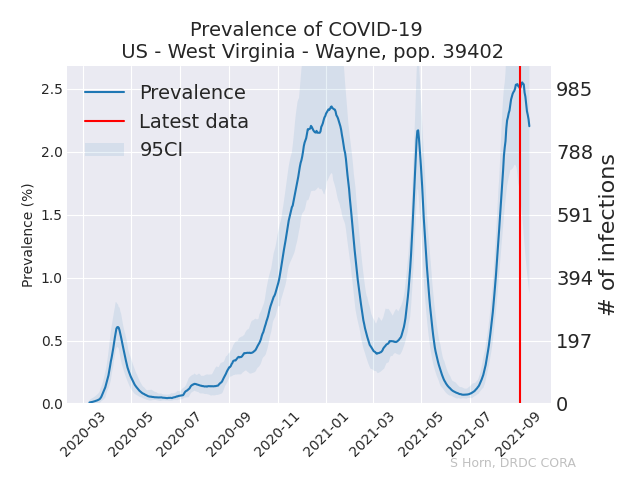 Prevalence of COVID-19
US - West Virginia - Wayne, pop. 39402
Prevalence
Latest data
95CI
Prevalence (%)
2.5
2.0
1.5
1.0
0.5
0.0
985
788
591
394
197
0
# of infections
2020-03
2020-05
2020-07
2020-09
2020-11
2021-01
2021-03
2021-05
2021-07
2021-09
S Horn, DRDC CORA